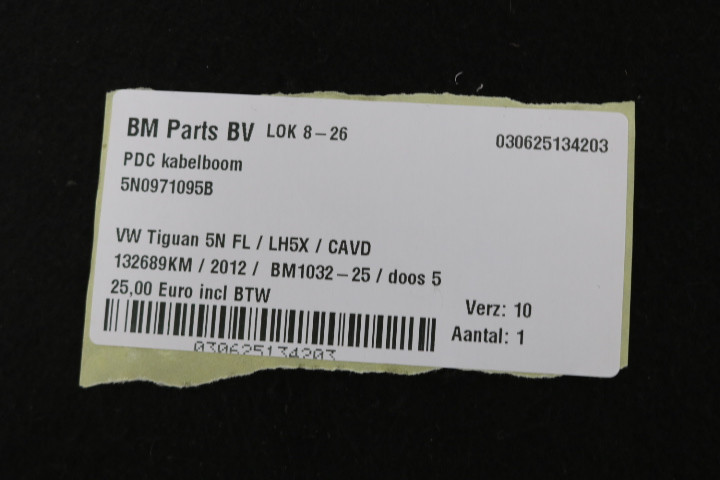 BM Parts BV LOK 8-26
030625134203
PDC kabelboom
5N0971095B
VW Tiguan 5N FL / LH5X / CAVD
132689KM / 2012 / BM1032-25 / doos 5
25,00 Euro incl BTW
Verz: 10
Aantal: 1
030625134203